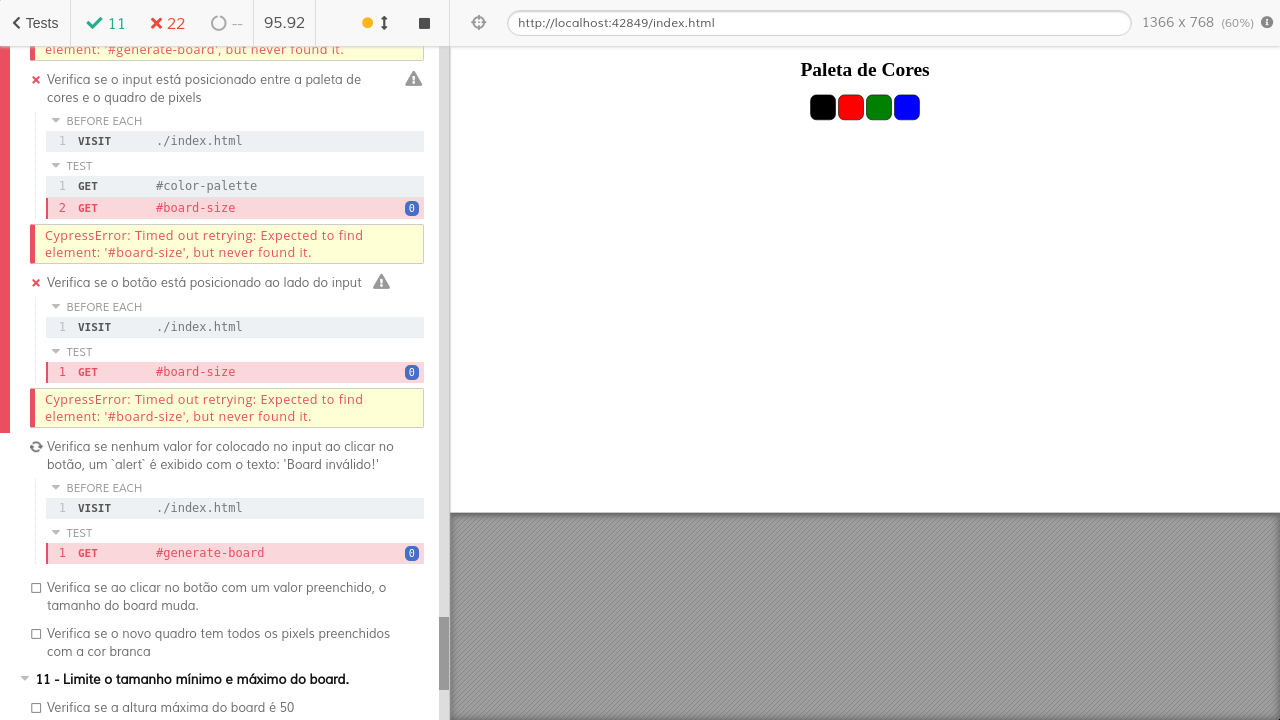 Tests 11 22 -- 95.92
http://localhost:42849/index.html 1366 x 768 (60%)
element: '#generate-board', but never found it.
Verifica se o input está posicionado entre a paleta de
cores e o quadro de pixels
BEFORE EACH
1 VISIT ./index.html
TEST
1 GET #color-palette
2 GET #board-size 0
CypressError: Timed out retrying: Expected to find
element: '#board-size', but never found it.
Verifica se o botão está posicionado ao lado do input
BEFORE EACH
1 VISIT ./index.html
TEST
1 GET #board-size 0
CypressError: Timed out retrying: Expected to find
element: '#board-size', but never found it.
Verifica se nenhum valor for colocado no input ao clicar no
botão, um `alert` é exibido com o texto: 'Board inválido!'
BEFORE EACH
1 VISIT ./index.html
TEST
1 GET #generate-board 0
Verifica se ao clicar no botão com um valor preenchido, o
tamanho do board muda.
Verifica se o novo quadro tem todos os pixels preenchidos
com a cor branca
11 - Limite o tamanho mínimo e máximo do board.
Verifica se a altura máxima do board é 50
Paleta de Cores